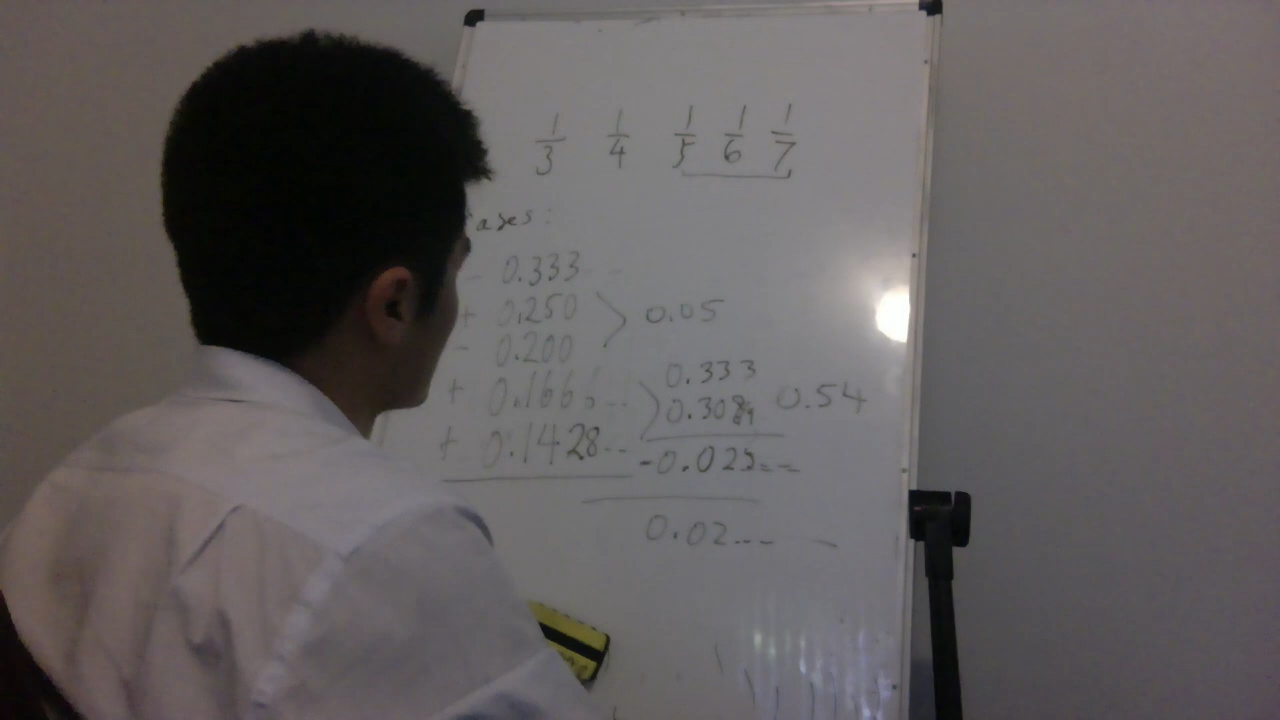 1/3 1/4 1/5 1/6 1/7
ases:
- 0.333
+ 0.250 > 0.05
- 0.200
+ 0.1666... 0.333
0.308 0.54
+ 0.1428... -0.025---
0.02...